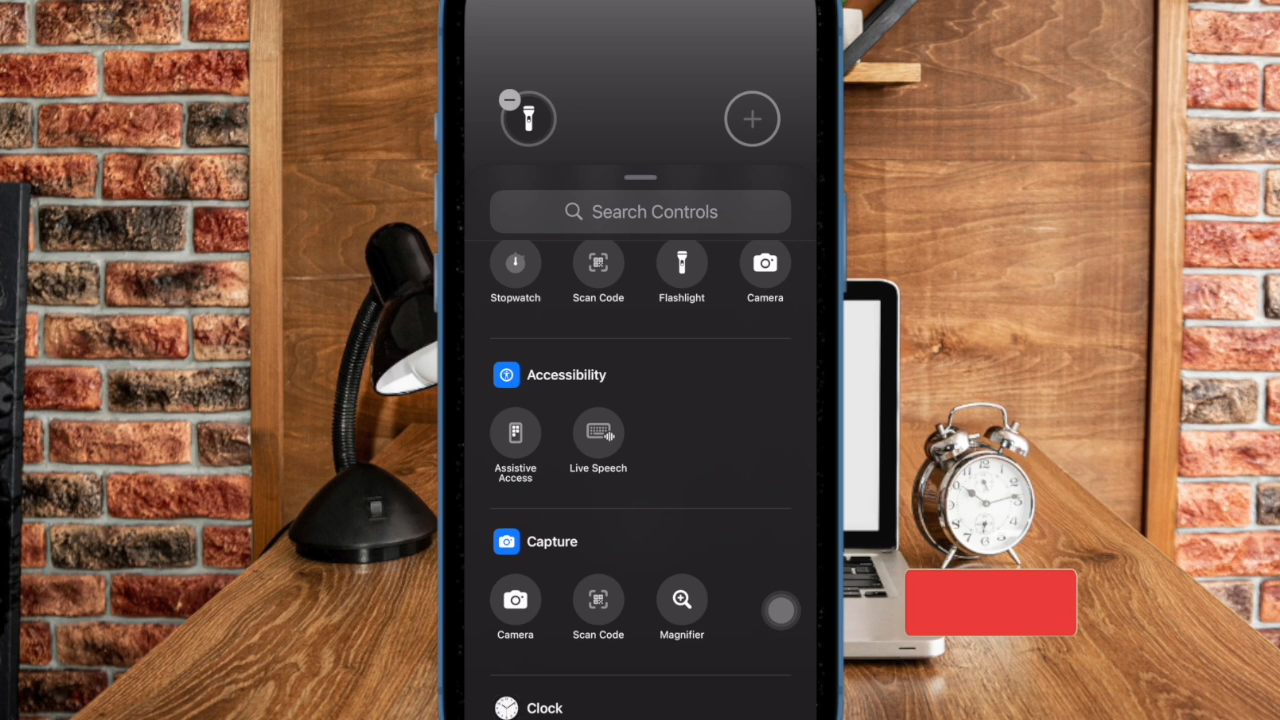 Search Controls
Stopwatch
Scan Code
Flashlight
Camera
Accessibility
Assistive
Access
Live Speech
Capture
Camera
Scan Code
Magnifier
Clock